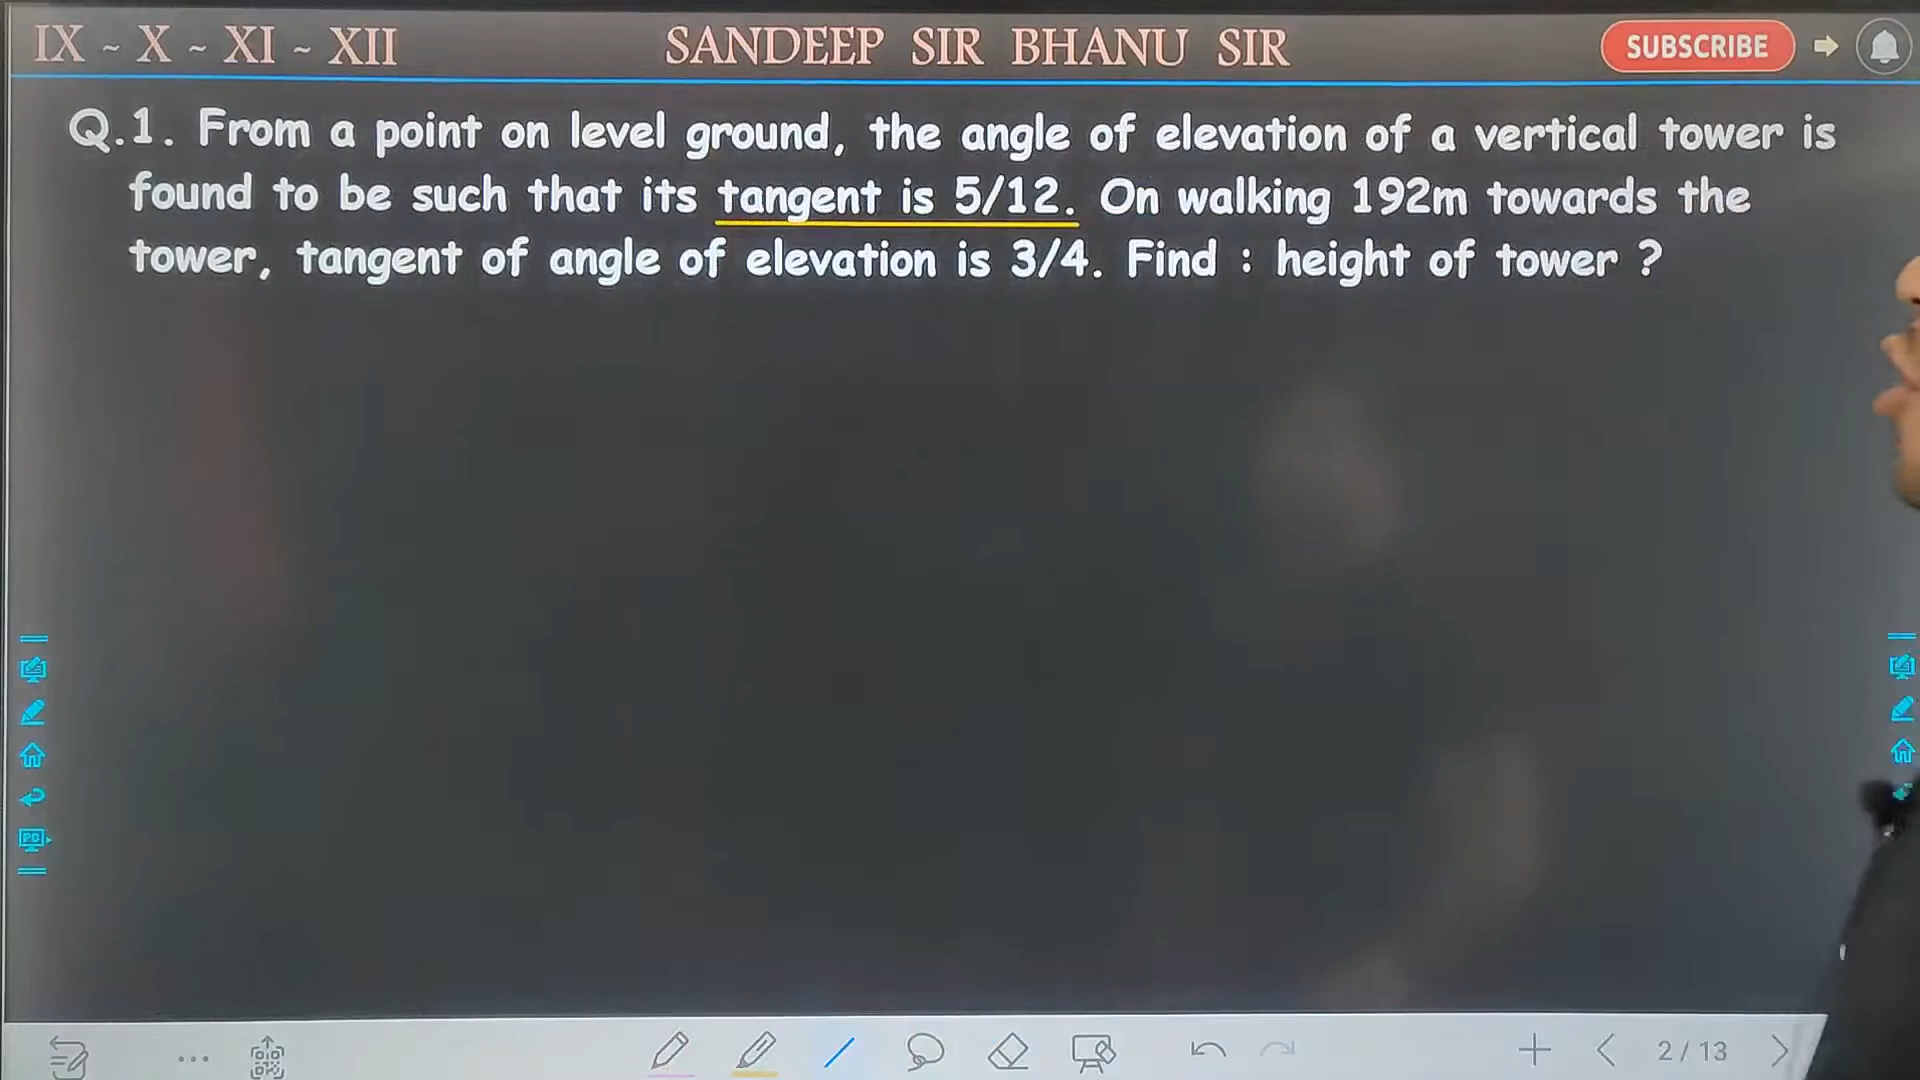 IX ~ X ~ XI ~ XII SANDEEP SIR BHANU SIR SUBSCRIBE
Q.1. From a point on level ground, the angle of elevation of a vertical tower is
found to be such that its tangent is 5/12. On walking 192m towards the
tower, tangent of angle of elevation is 3/4. Find : height of tower ?
PC
2 / 13